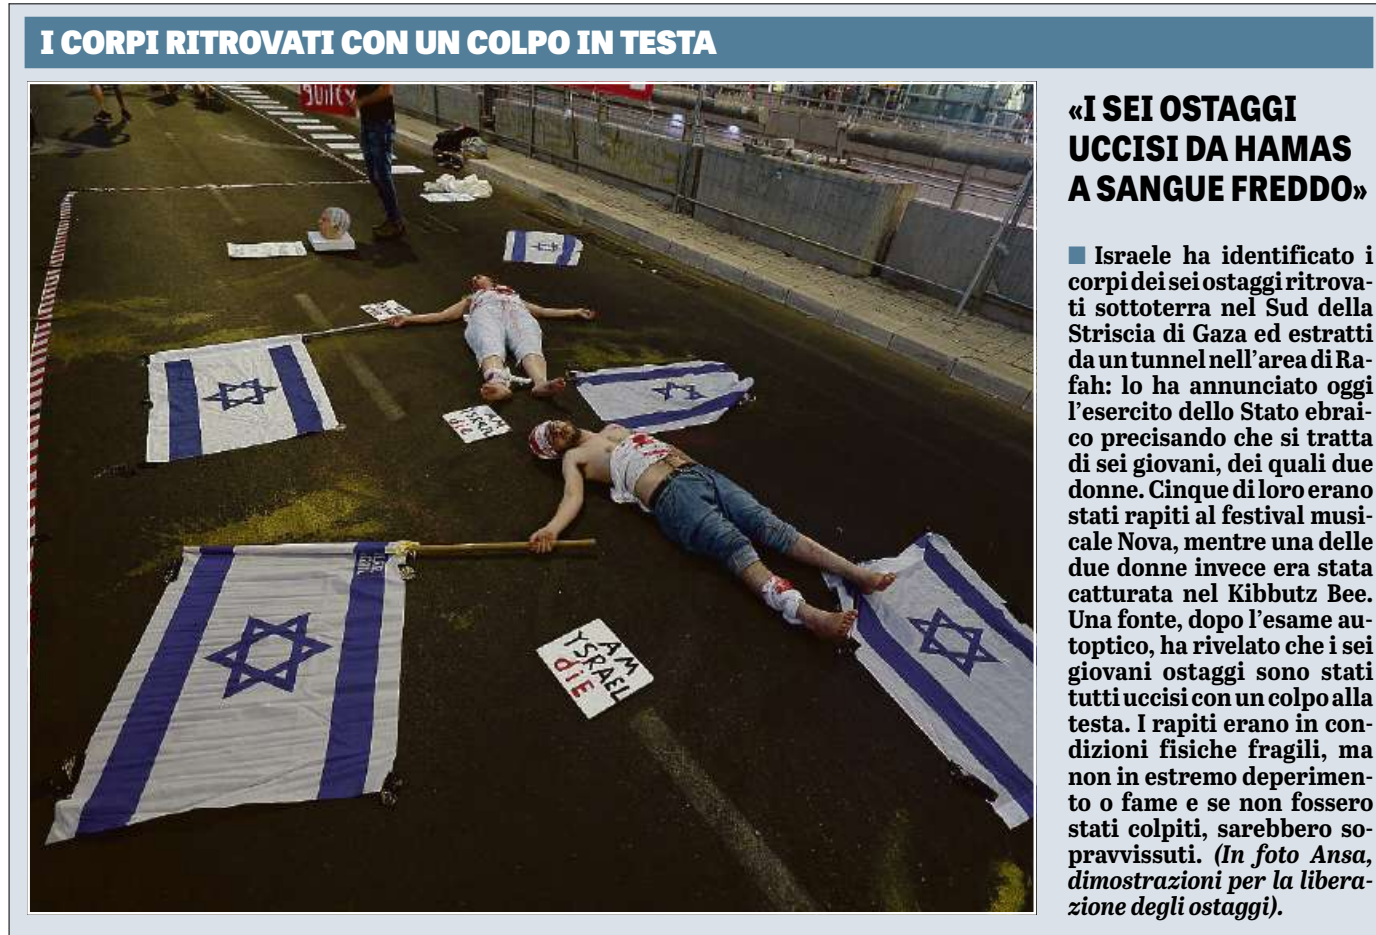 I CORPI RITROVATI CON UN COLPO IN TESTA
guilty
YSRAEL
die
AM
YSRAEL
diE
«I SEI OSTAGGI
UCCISI DA HAMAS
A SANGUE FREDDO»
Israele ha identificato i
corpi dei sei ostaggi ritrova-
ti sottoterra nel Sud della
Striscia di Gaza ed estratti
da un tunnel nell'area di Ra-
fah: lo ha annunciato oggi
l'esercito dello Stato ebrai-
co precisando che si tratta
di sei giovani, dei quali due
donne. Cinque di loro erano
stati rapiti al festival musi-
cale Nova, mentre una delle
due donne invece era stata
catturata nel Kibbutz Bee.
Una fonte, dopo l'esame au-
toptico, ha rivelato che i sei
giovani ostaggi sono stati
tutti uccisi con un colpo alla
testa. I rapiti erano in con-
dizioni fisiche fragili, ma
non in estremo deperimen-
to o fame e se non fossero
stati colpiti, sarebbero so-
pravvissuti. (In foto Ansa,
dimostrazioni per la libera-
zione degli ostaggi).